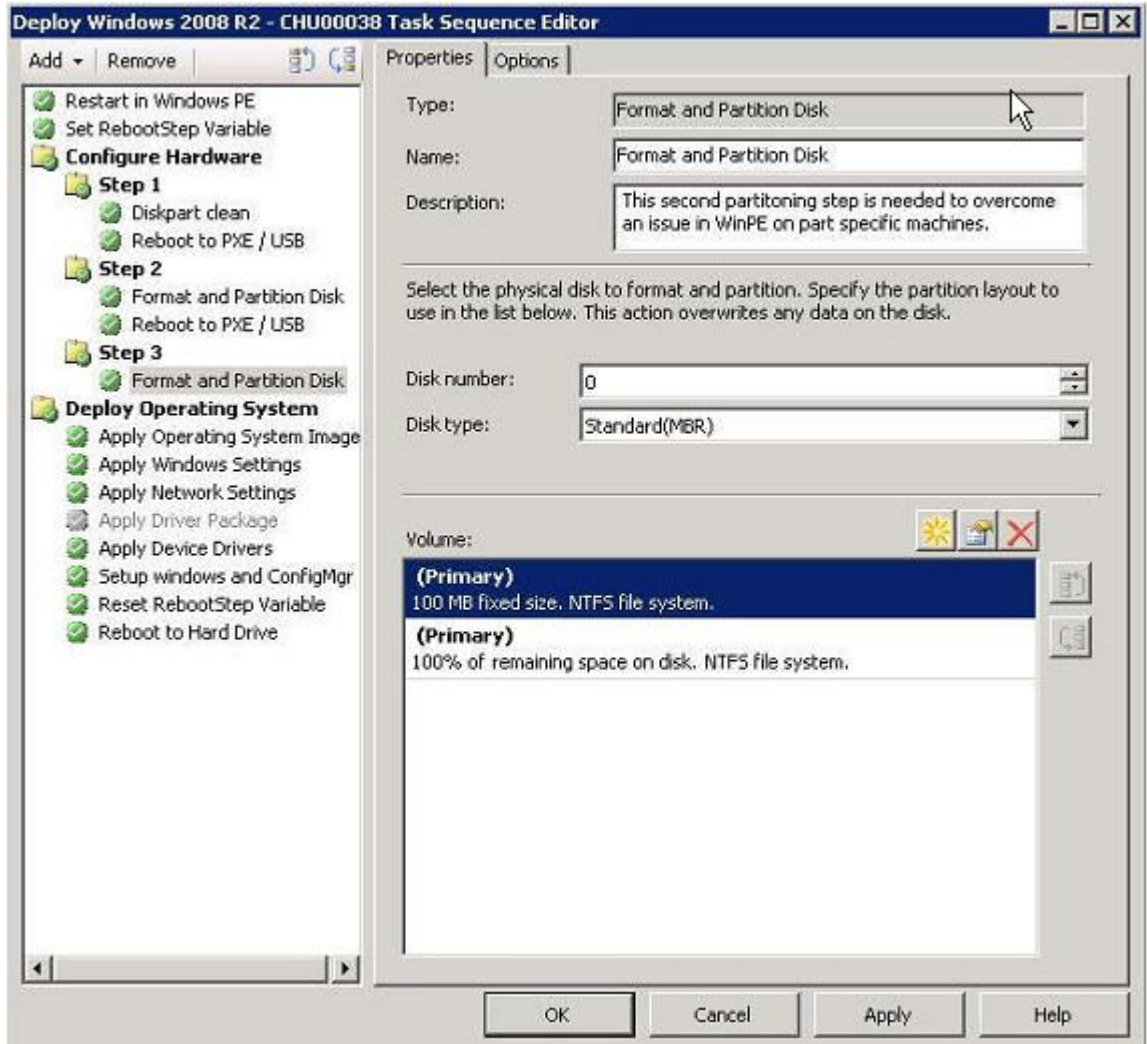 Deploy Windows 2008 R2 - CHU00038 Task Sequence Editor
Add
Remove
Restart in Windows PE
Set RebootStep Variable
Configure Hardware
Step 1
Diskpart clean
Reboot to PXE / USB
Step 2
Format and Partition Disk
Reboot to PXE / USB
Step 3
Format and Partition Disk
Deploy Operating System
Apply Operating System Image
Apply Windows Settings
Apply Network Settings
Apply Driver Package
Apply Device Drivers
Setup windows and ConfigMgr
Reset RebootStep Variable
Reboot to Hard Drive
Properties
Options
Type:
Format and Partition Disk
Name:
Format and Partition Disk
Description:
This second partitoning step is needed to overcome
an issue in WinPE on part specific machines.
Select the physical disk to format and partition. Specify the partition layout to
use in the list below. This action overwrites any data on the disk.
Disk number:
0
Disk type:
Standard(MBR)
Volume:
(Primary)
100 MB fixed size. NTFS file system.
(Primary)
100% of remaining space on disk. NTFS file system.
OK
Cancel
Apply
Help